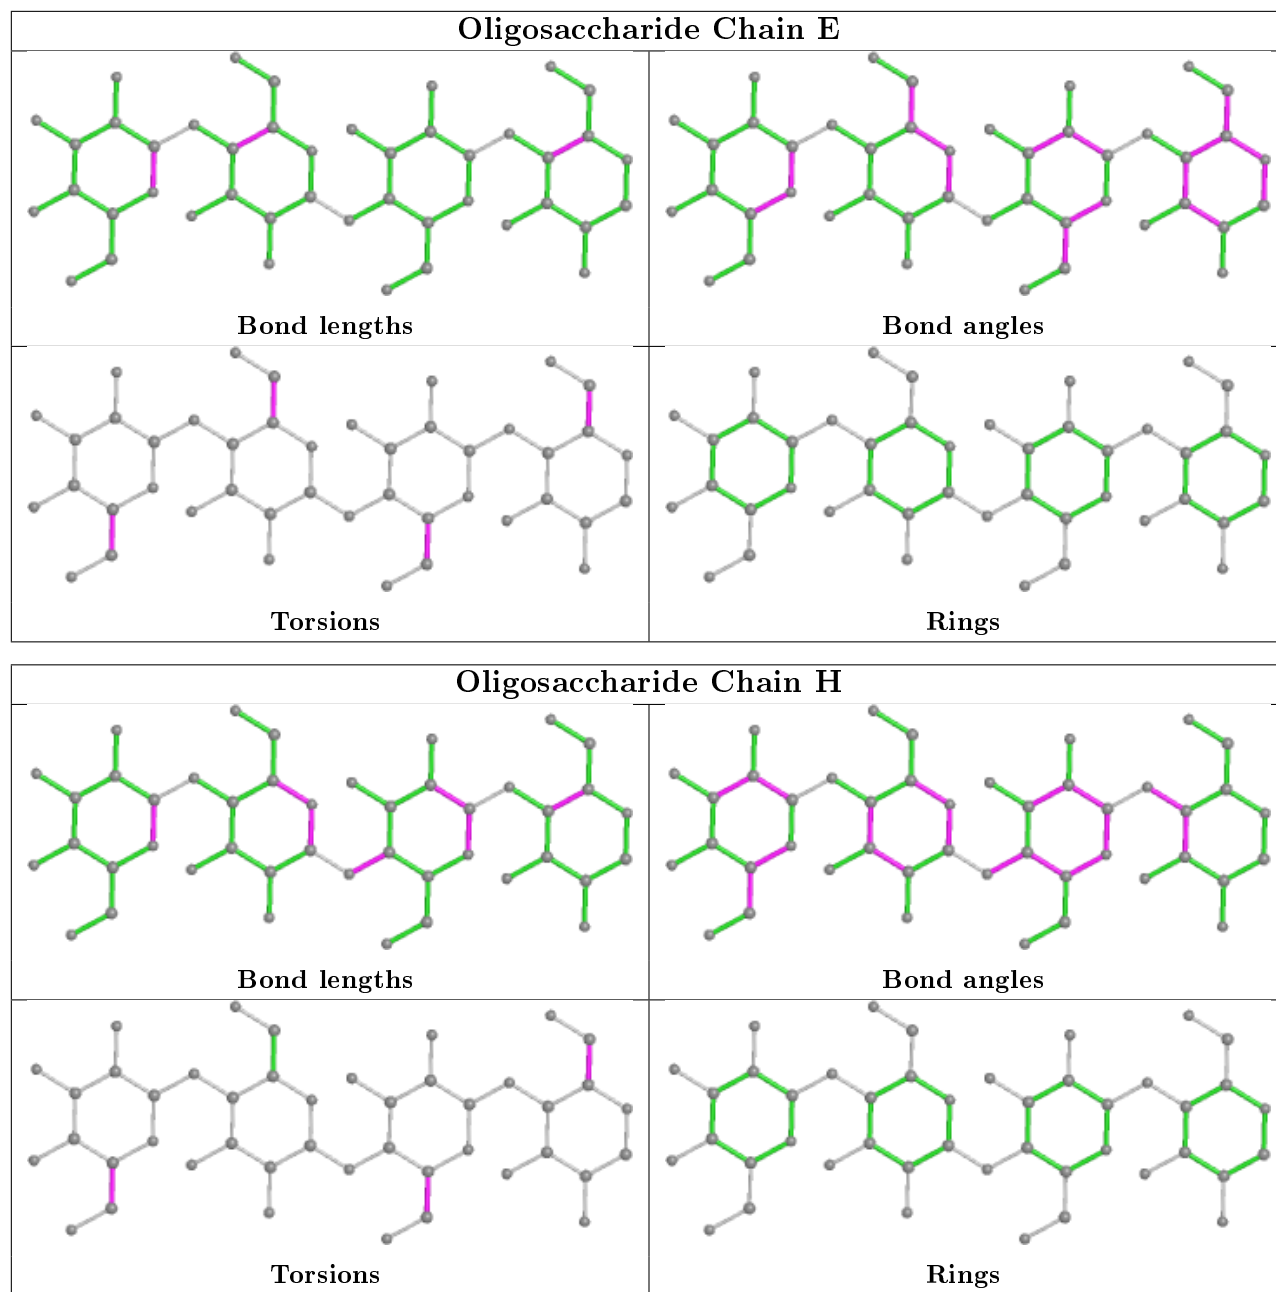 Oligosaccharide Chain E
Bond lengths
Bond angles
Torsions
Rings
Oligosaccharide Chain H
Bond lengths
Bond angles
Torsions
Rings